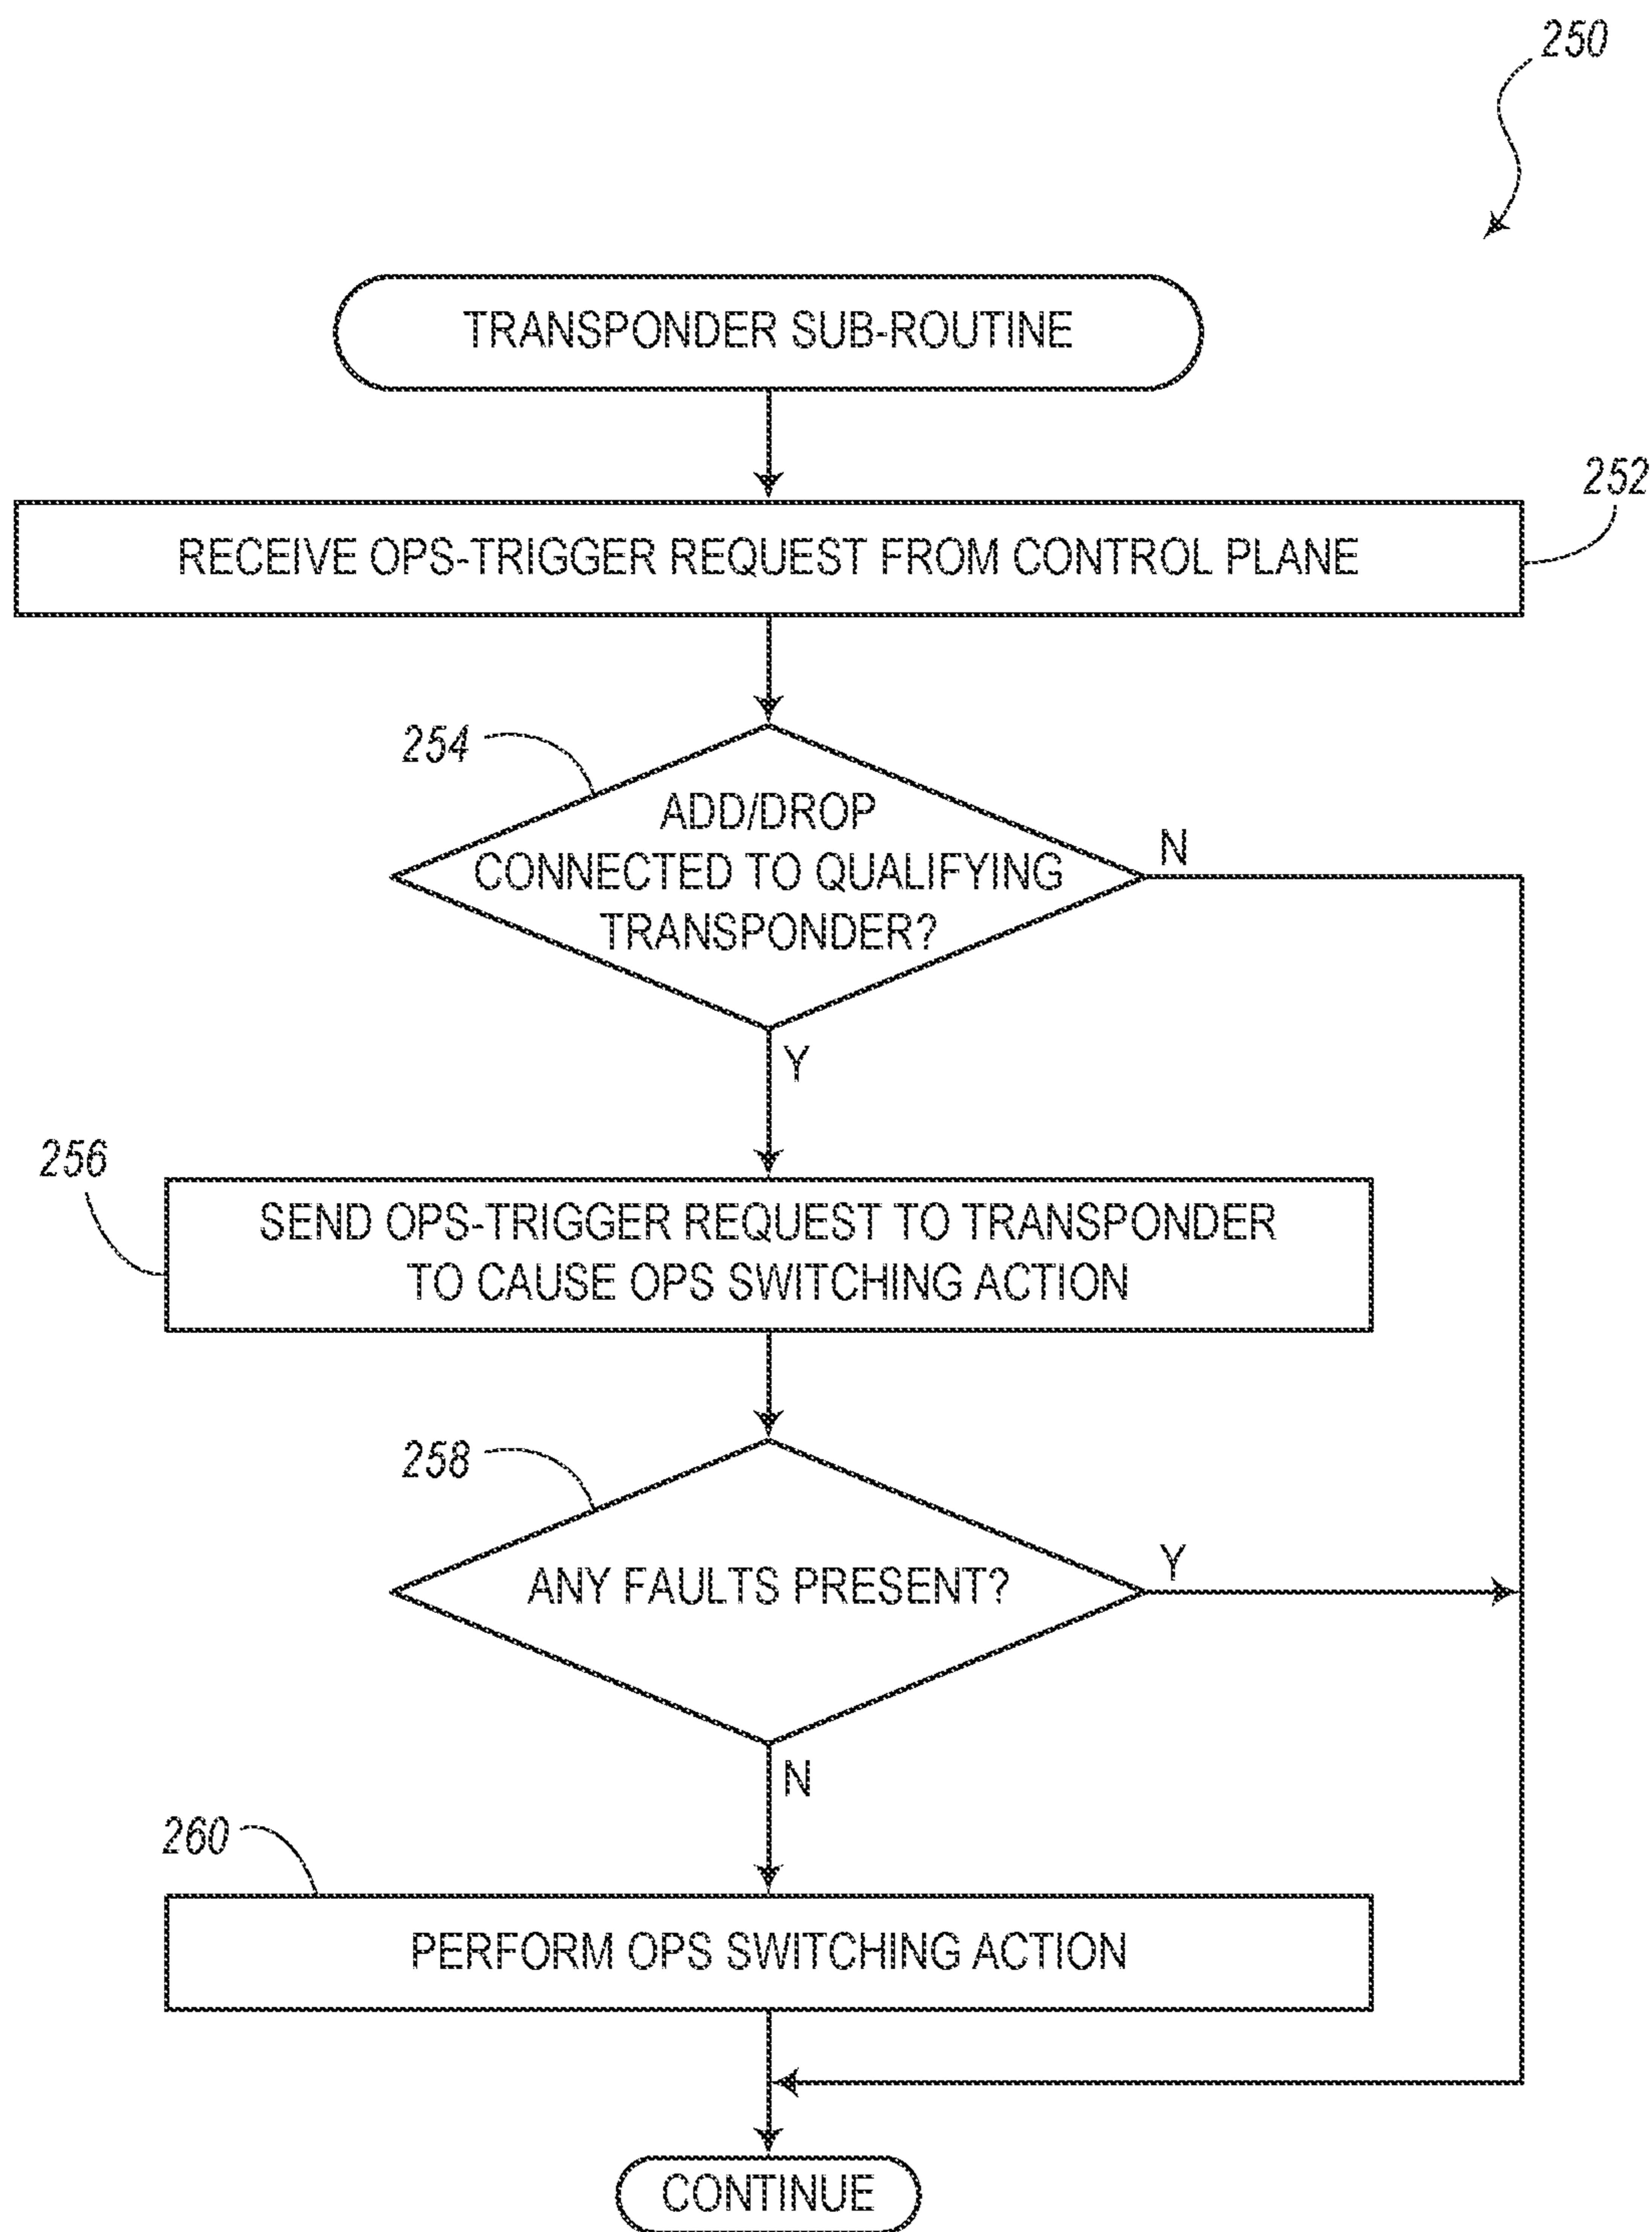 250
TRANSPONDER SUB-ROUTINE
252
RECEIVE OPS-TRIGGER REQUEST FROM CONTROL PLANE
254
ADD/DROP
CONNECTED TO QUALIFYING
TRANSPONDER?
N
Y
256
SEND OPS-TRIGGER REQUEST TO TRANSPONDER
TO CAUSE OPS SWITCHING ACTION
258
ANY FAULTS PRESENT?
Y
N
260
PERFORM OPS SWITCHING ACTION
CONTINUE